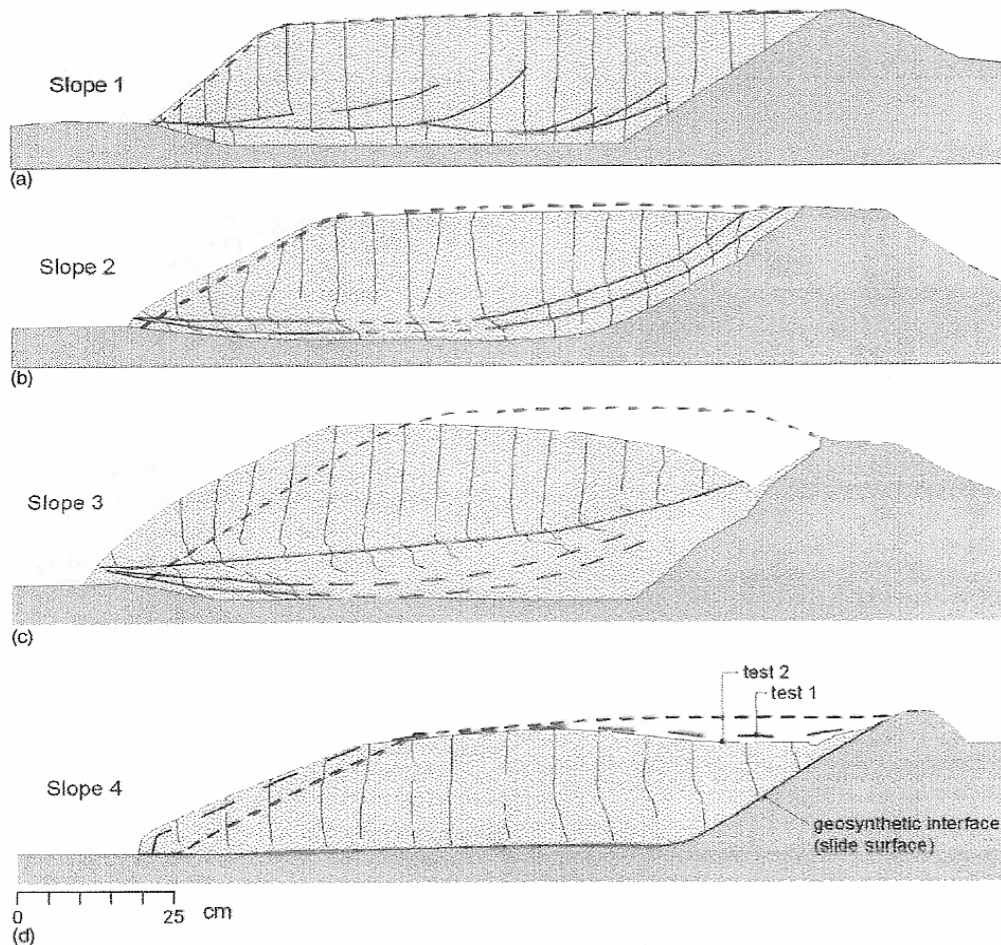 Slope 1
(a)
Slope 2
(b)
Slope 3
(c)
test 2
test 1
Slope 4
geosynthetic interface
(slide surface)
0 25 cm
(d)